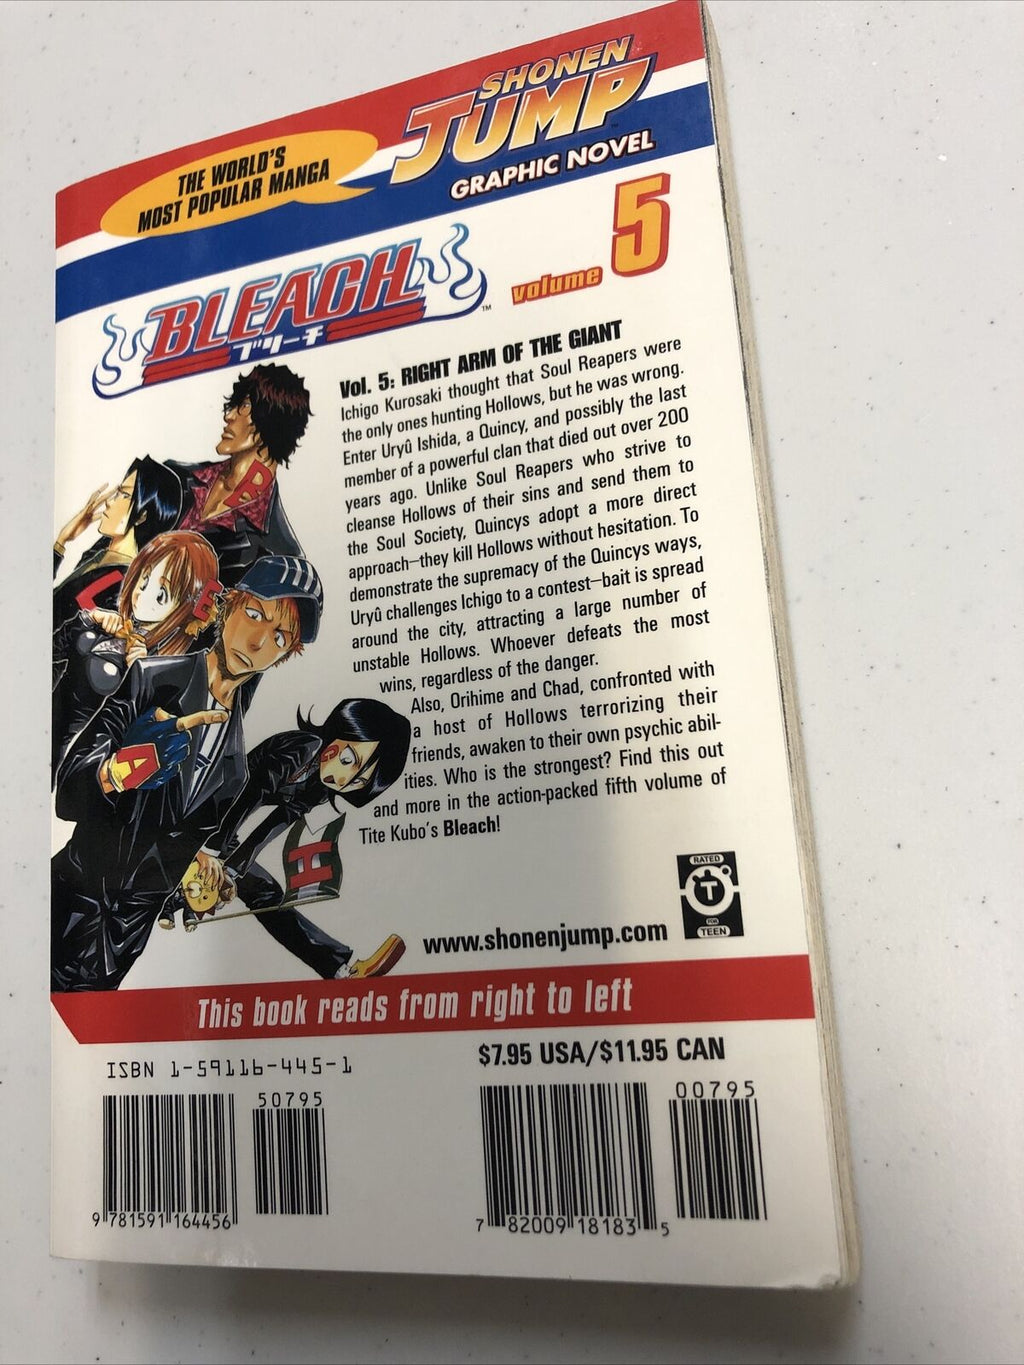 THE WORLD'S
MOST POPULAR MANGA
SHONEN
JUMP
GRAPHIC NOVEL
BLEACH™
ブリーチ
volume 5
Vol. 5: RIGHT ARM OF THE GIANT
Ichigo Kurosaki thought that Soul Reapers were
the only ones hunting Hollows, but he was wrong.
Enter Uryû Ishida, a Quincy, and possibly the last
member of a powerful clan that died out over 200
years ago. Unlike Soul Reapers who strive to
cleanse Hollows of their sins and send them to
the Soul Society, Quincys adopt a more direct
approach—they kill Hollows without hesitation. To
demonstrate the supremacy of the Quincys ways,
Uryû challenges Ichigo to a contest—bait is spread
around the city, attracting a large number of
unstable Hollows. Whoever defeats the most
wins, regardless of the danger.
Also, Orihime and Chad, confronted with
a host of Hollows terrorizing their
friends, awaken to their own psychic abil-
ities. Who is the strongest? Find this out
and more in the action-packed fifth volume of
Tite Kubo's Bleach!
B
L
E
A
C
H
RATED
T
FOR
TEEN
www.shonenjump.com
This book reads from right to left
ISBN 1-59116-445-1
$7.95 USA/$11.95 CAN
50795
00795
9 781591 164456
7 82009 18183 5